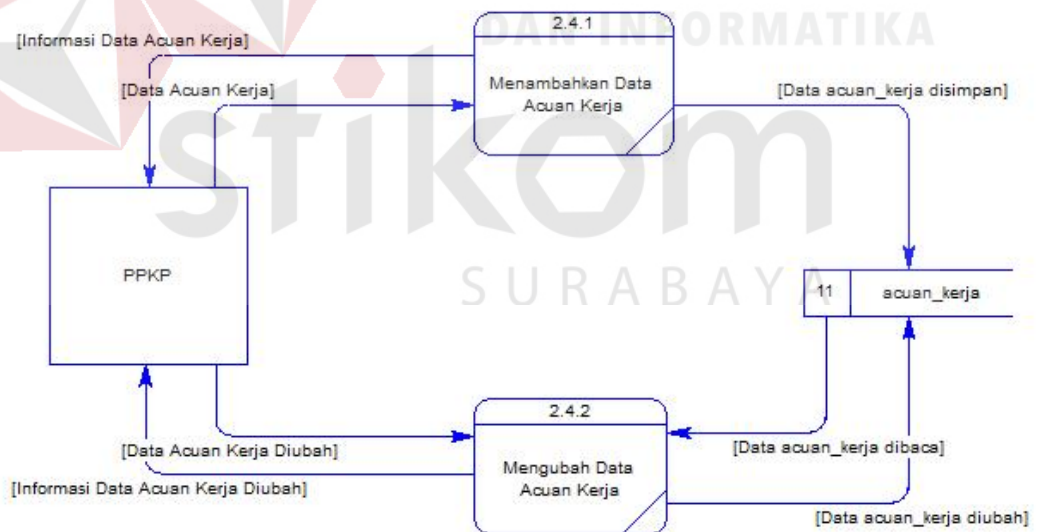 DAN INFORMATIKA
2.4.1
[Informasi Data Acuan Kerja]
[Data Acuan Kerja]
Menambahkan Data
Acuan Kerja
[Data acuan_kerja disimpan]
stikom
SURABAYA
PPKP
11
acuan_kerja
2.4.2
[Data Acuan Kerja Diubah]
[Data acuan_kerja dibaca]
Mengubah Data
Acuan Kerja
[Informasi Data Acuan Kerja Diubah]
[Data acuan_kerja diubah]